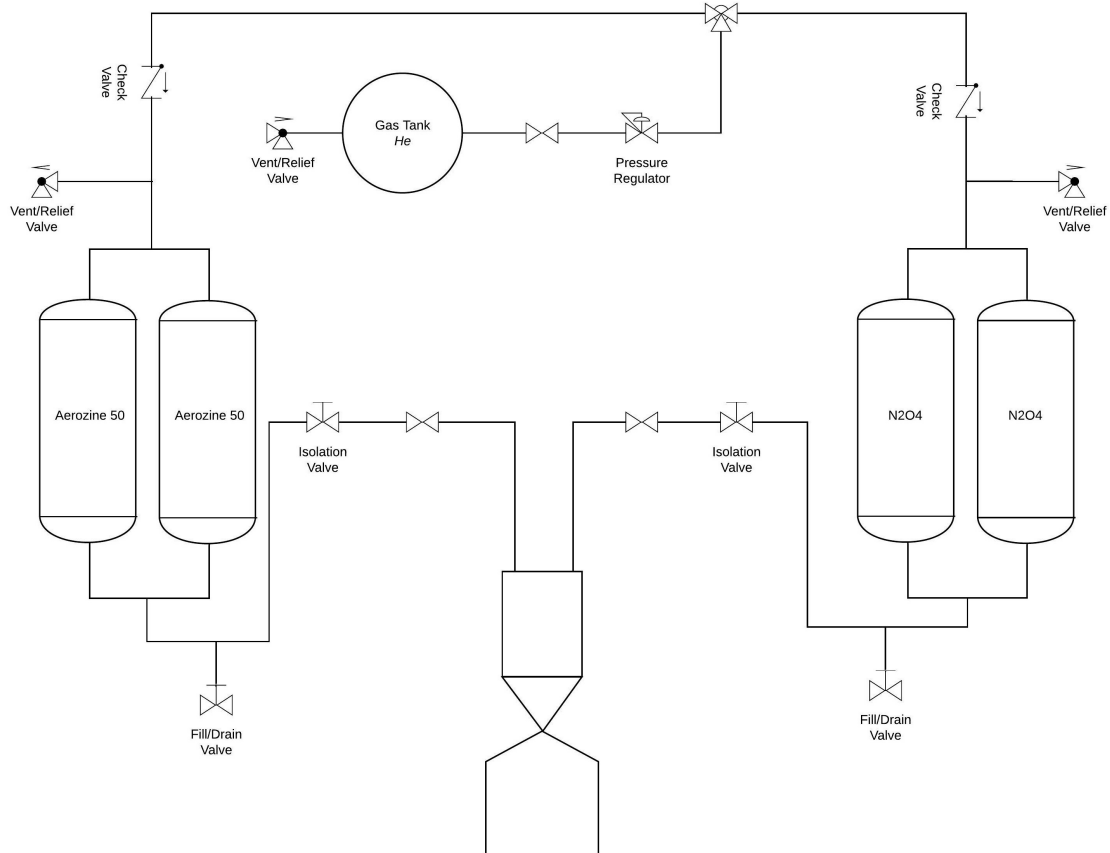 Check
Valve
Gas Tank
He
Check
Valve
Vent/Relief
Valve
Pressure
Regulator
Vent/Relief
Valve
Vent/Relief
Valve
Aerozine 50
Aerozine 50
N2O4
N2O4
Isolation
Valve
Isolation
Valve
Fill/Drain
Valve
Fill/Drain
Valve